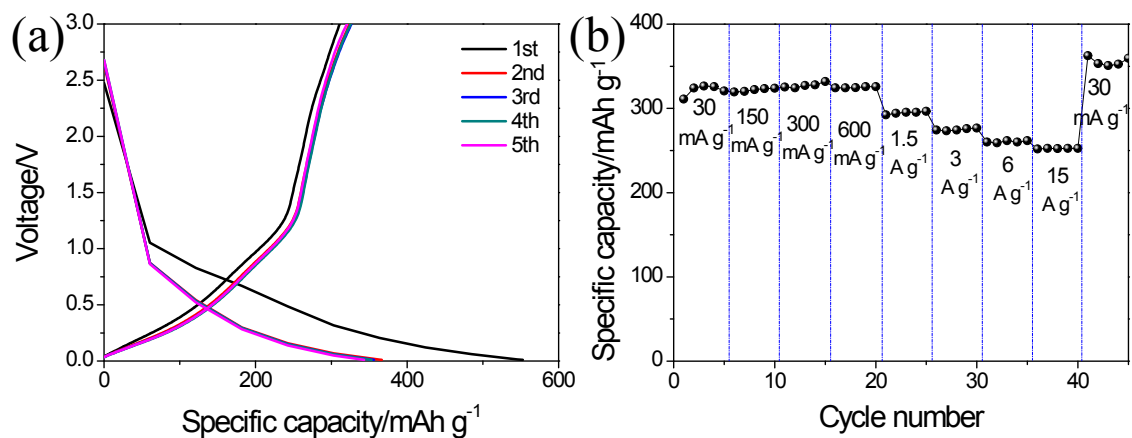 (a)
3.0
2.5
2.0
1.5
1.0
0.5
0.0
Voltage/V
1st
2nd
3rd
4th
5th
0
200
400
600
Specific capacity/mAh g⁻¹
(b)
400
300
200
100
0
Specific capacity/mAh g⁻¹
30
mA g⁻¹
150
mA g⁻¹
300
mA g⁻¹
600
mA g⁻¹
1.5
A g⁻¹
3
A g⁻¹
6
A g⁻¹
15
A g⁻¹
30
mA g⁻¹
0
10
20
30
40
Cycle number